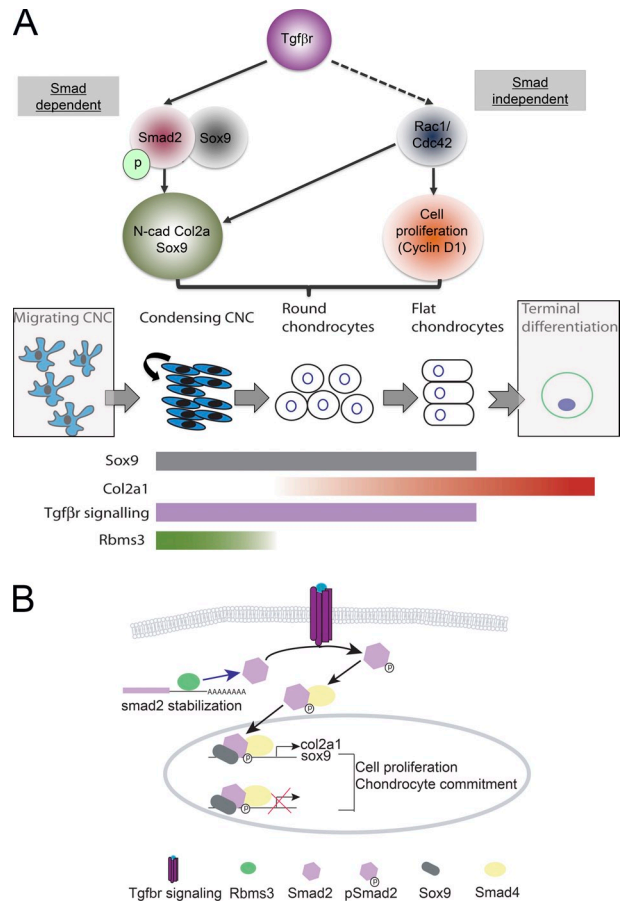 A
Tgfβr
Smad
dependent
Smad
independent
Smad2
Sox9
p
Rac1/
Cdc42
N-cad Col2a
Sox9
Cell
proliferation
(Cyclin D1)
Migrating CNC
Condensing CNC
Round
chondrocytes
Flat
chondrocytes
Terminal
differentiation
Sox9
Col2a1
Tgfβr signalling
Rbms3
B
P
AAAAAAAA
smad2 stabilization
P
P
col2a1
sox9
Cell proliferation
Chondrocyte commitment
P
P
Tgfbr signaling
Rbms3
Smad2
pSmad2
Sox9
Smad4